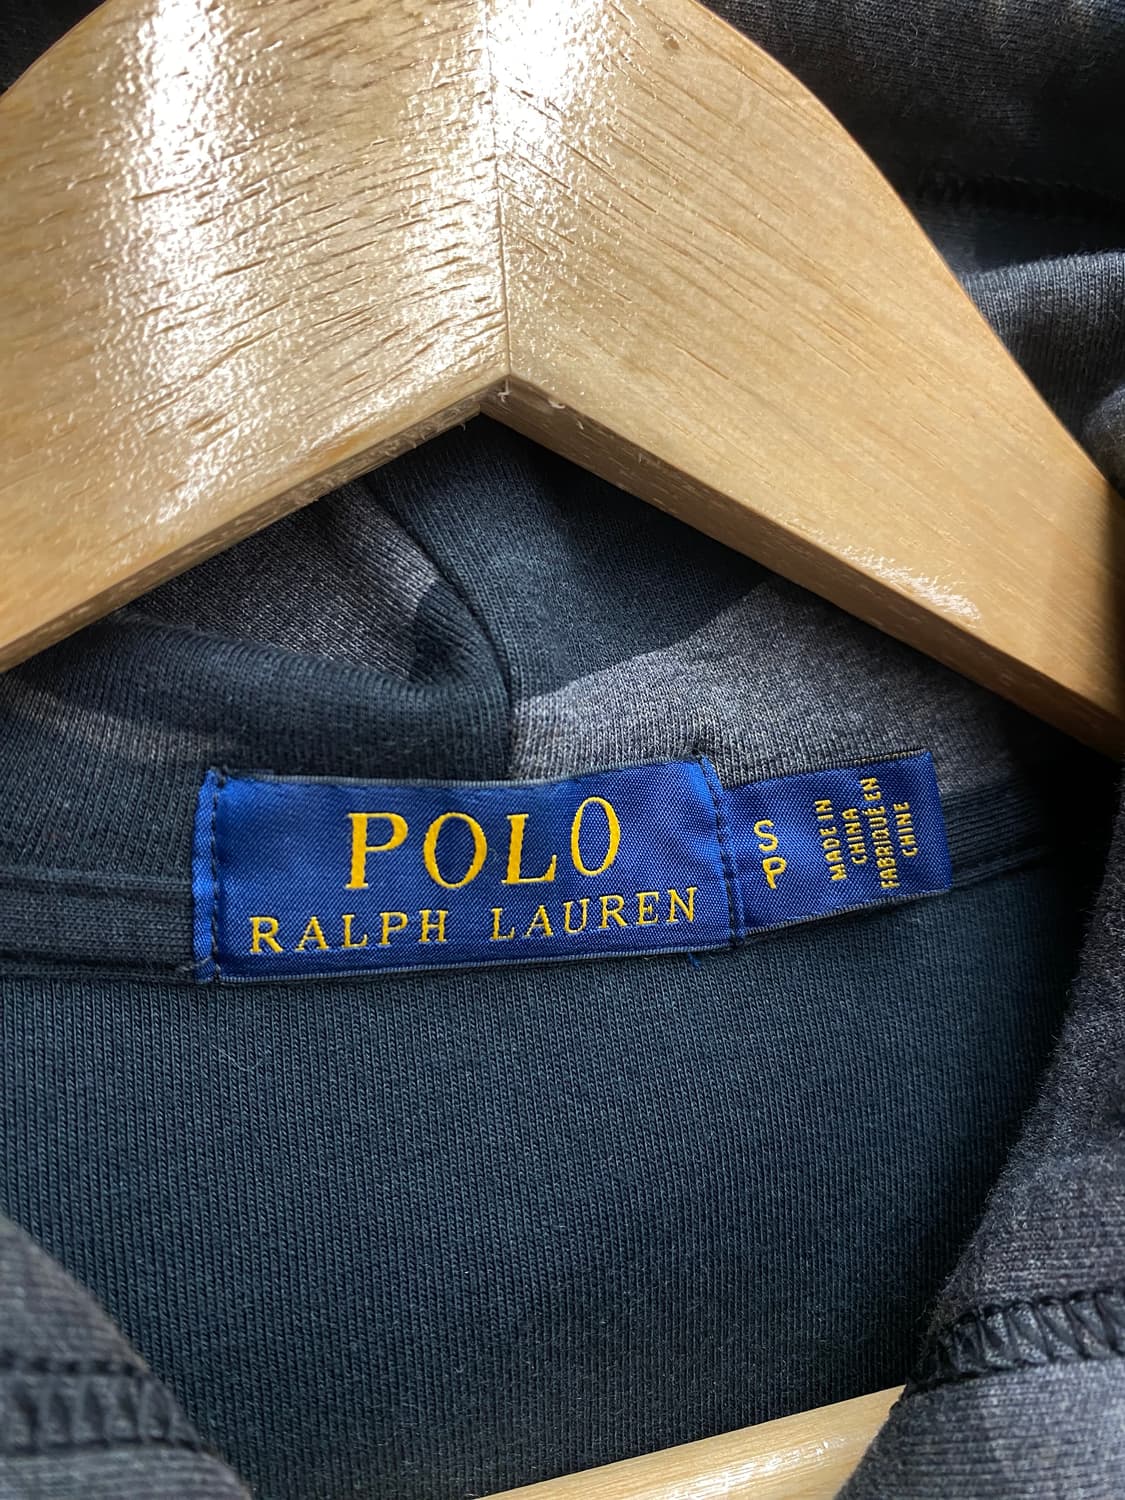 POLO
RALPH LAUREN
S
P
MADE IN
CHINA
FABRIQUÉ EN
CHINE